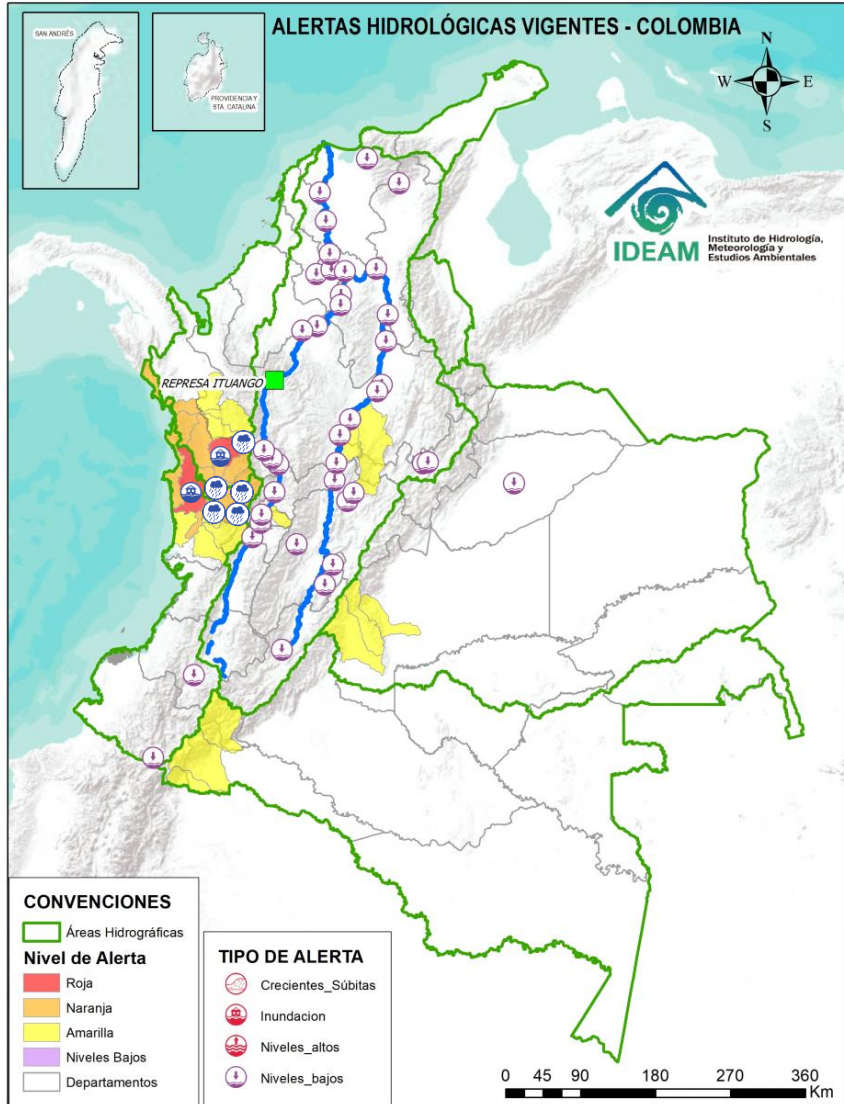 ALERTAS HIDROLÓGICAS VIGENTES - COLOMBIA
SAN ANDRÉS
PROVIDENCIA Y
STA. CATALINA
N
W
E
S
IDEAM
Instituto de Hidrología,
Meteorología y
Estudios Ambientales
REPRESA ITUANGO
CONVENCIONES
Áreas Hidrográficas
Nivel de Alerta
Roja
Naranja
Amarilla
Niveles Bajos
Departamentos
TIPO DE ALERTA
Crecientes_Súbitas
Inundacion
Niveles_altos
Niveles_bajos
0 45 90 180 270 360
Km